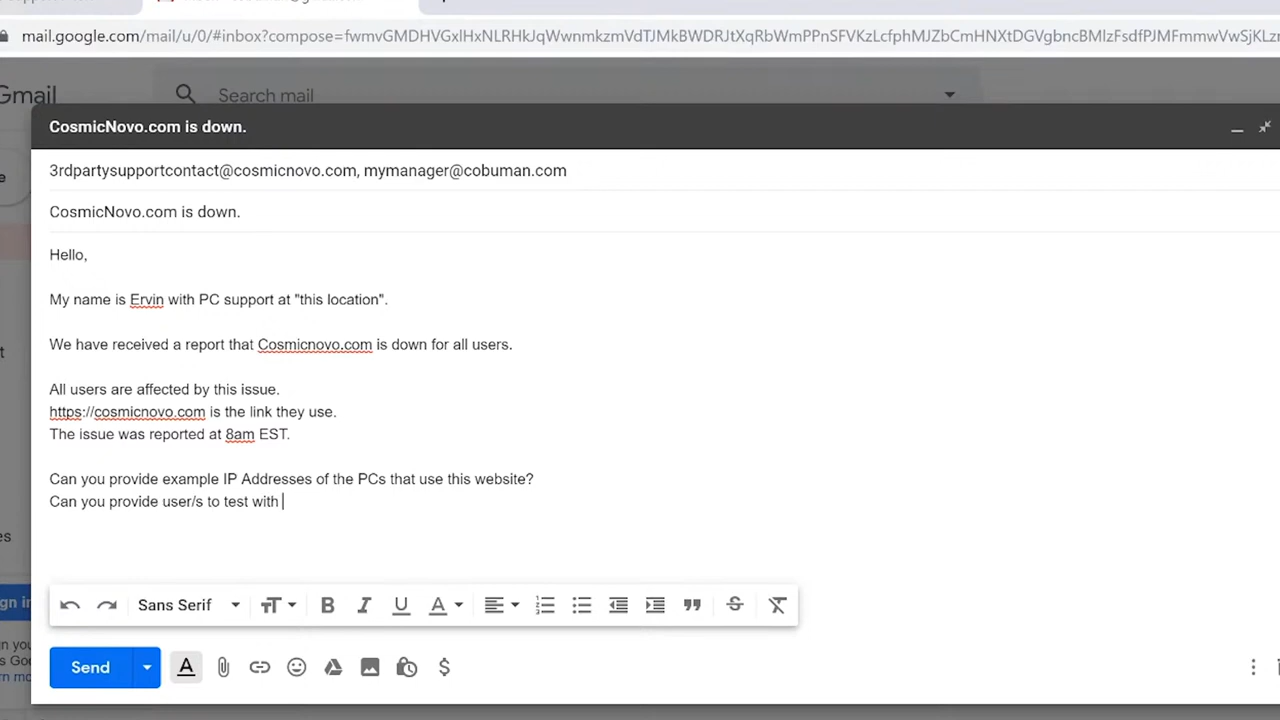 mail.google.com/mail/u/0/#inbox?compose=fwmvGMDHVGxlHxNLRHkJqWwnmkzmVdTJMkBWDRJtXqRbWmPPnSFVKzLcfphMJZbCmHNXtDGVgbncBMlzFsdfPJMFmmwVwSjKLzm
Gmail
Search mail
CosmicNovo.com is down.
3rdpartysupportcontact@cosmicnovo.com, mymanager@cobuman.com
CosmicNovo.com is down.
Hello,
My name is Ervin with PC support at "this location".
We have received a report that Cosmicnovo.com is down for all users.
All users are affected by this issue.
https://cosmicnovo.com is the link they use.
The issue was reported at 8am EST.
Can you provide example IP Addresses of the PCs that use this website?
Can you provide user/s to test with
Sans Serif
Send